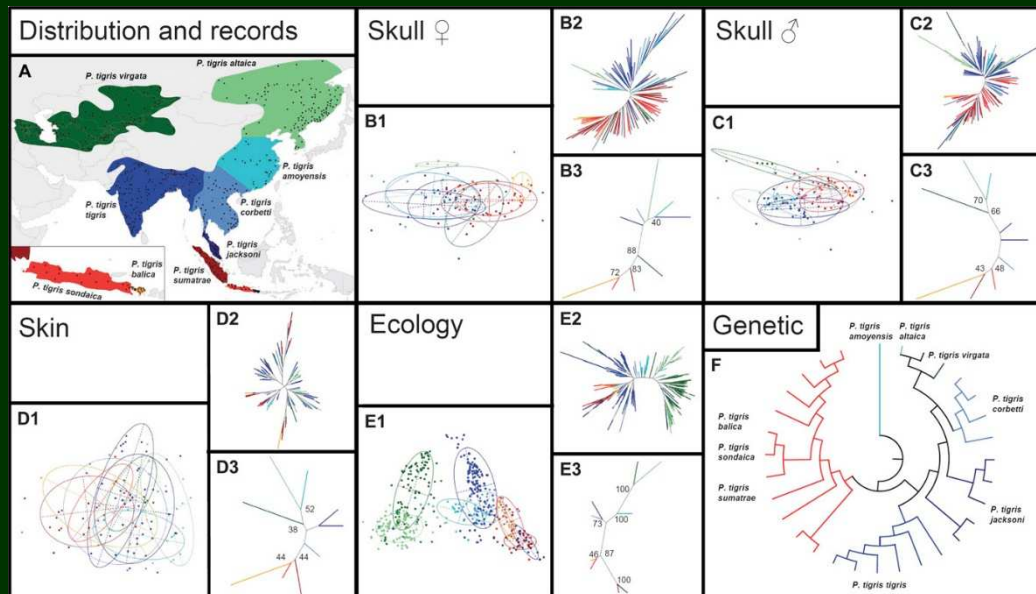 Distribution and records
A
P. tigris virgata
P. tigris altaica
P. tigris
amoyensis
P. tigris
tigris
P. tigris
corbetti
P. tigris
jacksoni
P. tigris
balica
P. tigris
sumatrae
P. tigris sondaica
Skull ♀
B2
B1
B3
40
88
72
83
Skull ♂
C2
C1
C3
70
66
43
48
Skin
D2
D1
D3
52
38
44
44
Ecology
E2
E1
E3
100
73
100
46
87
100
Genetic
F
P. tigris
amoyensis
P. tigris
altaica
P. tigris virgata
P. tigris
corbetti
P. tigris
balica
P. tigris
sondaica
P. tigris
sumatrae
P. tigris
jacksoni
P. tigris tigris